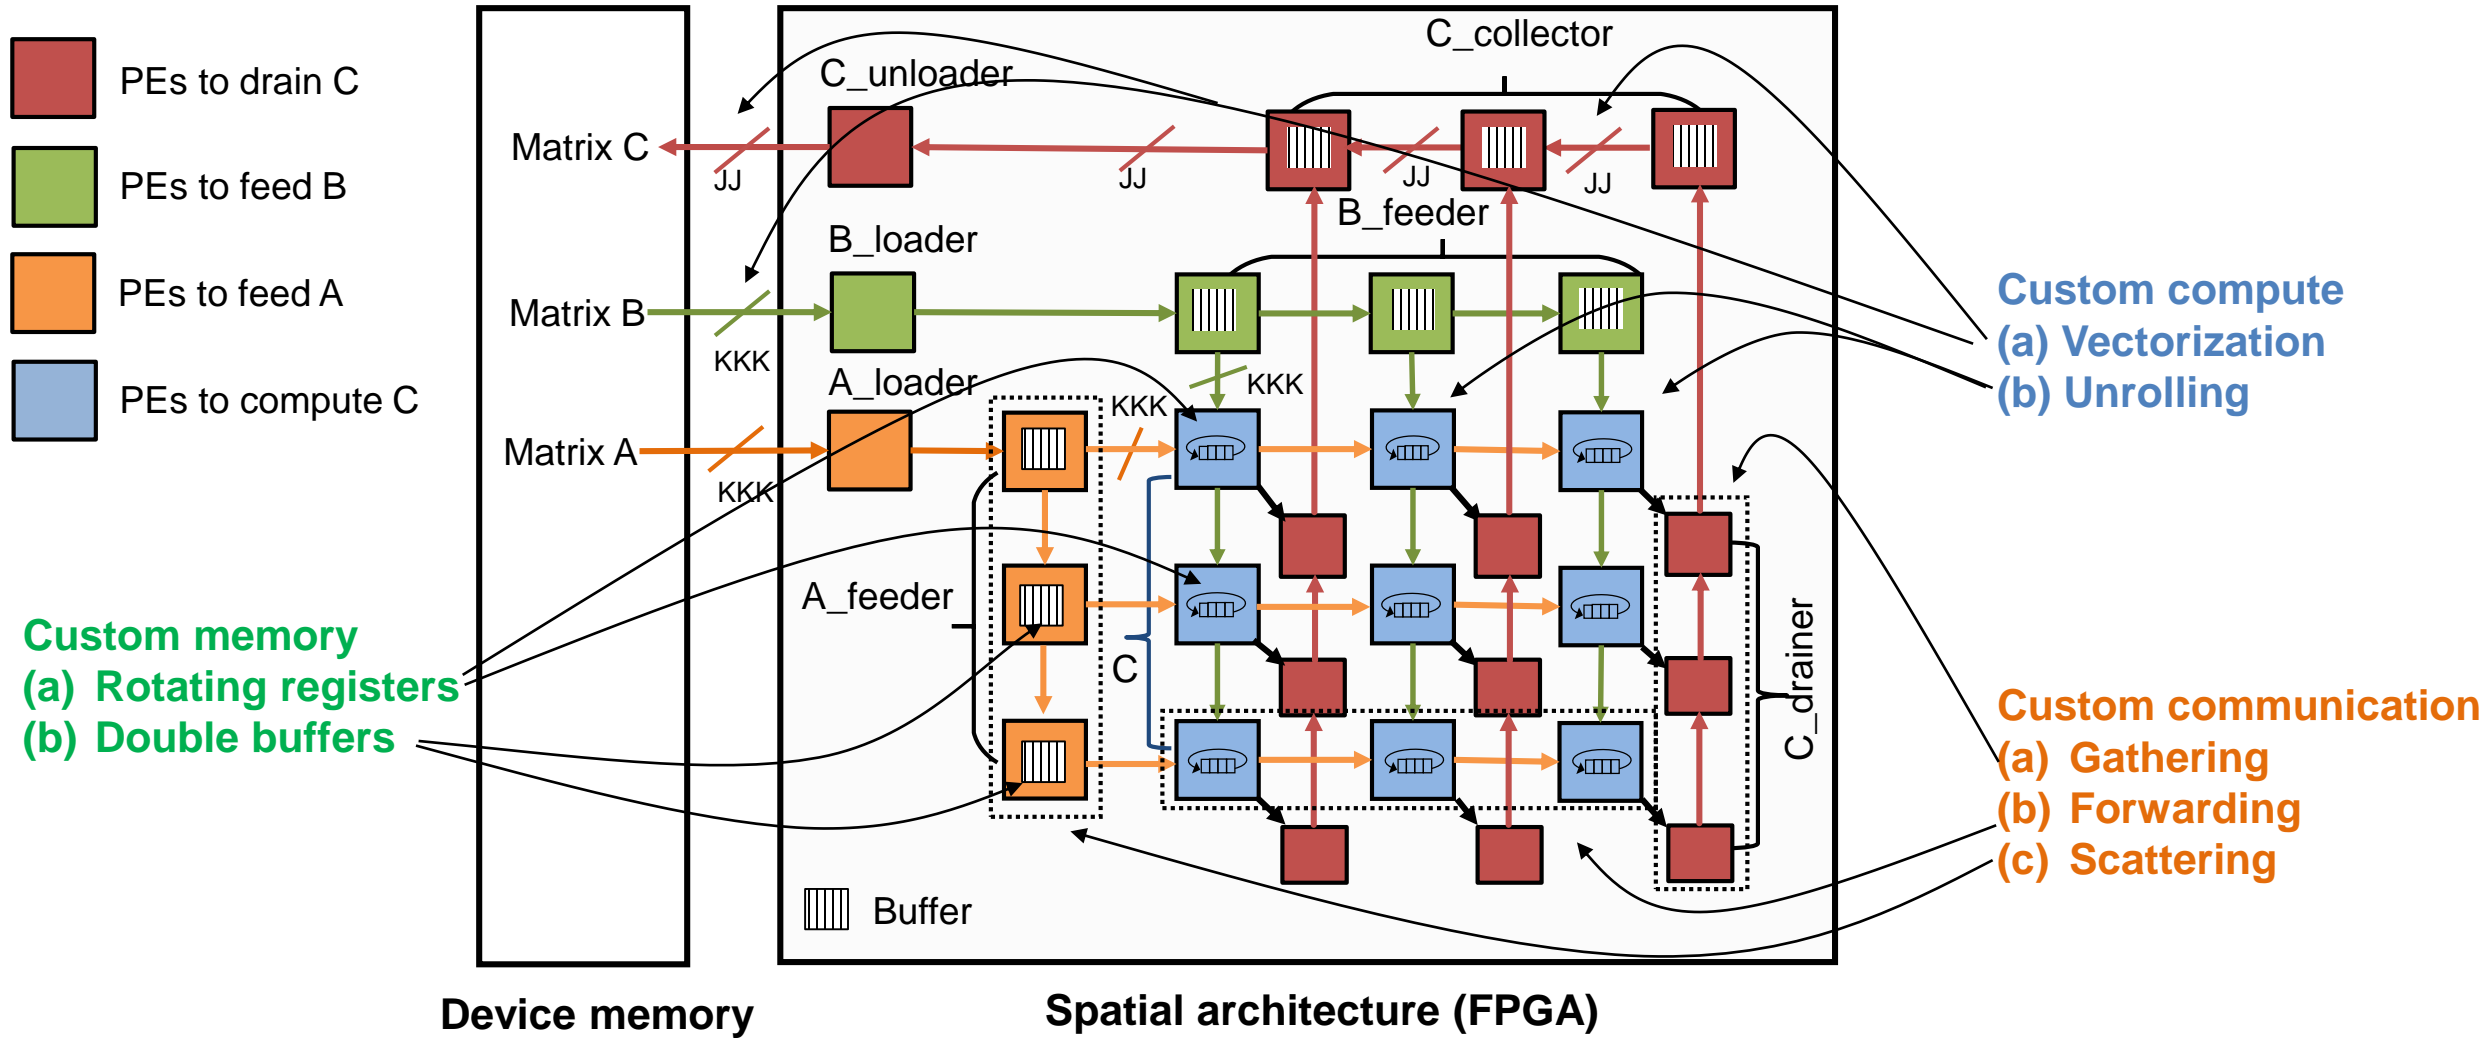 PEs to drain C
PEs to feed B
PEs to feed A
PEs to compute C
Custom memory
(a) Rotating registers
(b) Double buffers
Matrix C
Matrix B
Matrix A
JJ
KKK
KKK
Device memory
C_collector
C_unloader
JJ
JJ
JJ
B_feeder
B_loader
KKK
A_loader
KKK
A_feeder
C
C_drainer
Buffer
Spatial architecture (FPGA)
Custom compute
(a) Vectorization
(b) Unrolling
Custom communication
(a) Gathering
(b) Forwarding
(c) Scattering